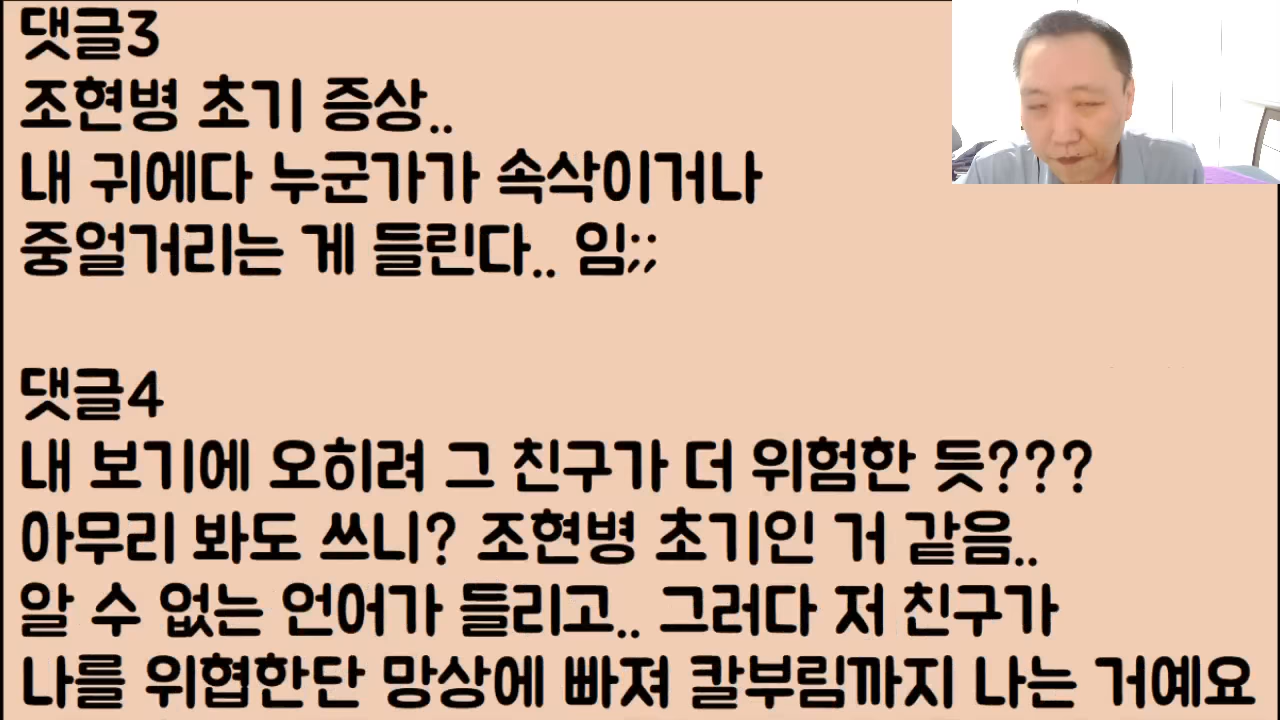 댓글3
조현병 초기 증상..
내 귀에다 누군가가 속삭이거나
중얼거리는 게 들린다.. 임;;
댓글4
내 보기에 오히려 그 친구가 더 위험한 듯???
아무리 봐도 쓰니? 조현병 초기인 거 같음..
알 수 없는 언어가 들리고.. 그러다 저 친구가
나를 위협한단 망상에 빠져 칼부림까지 나는 거예요